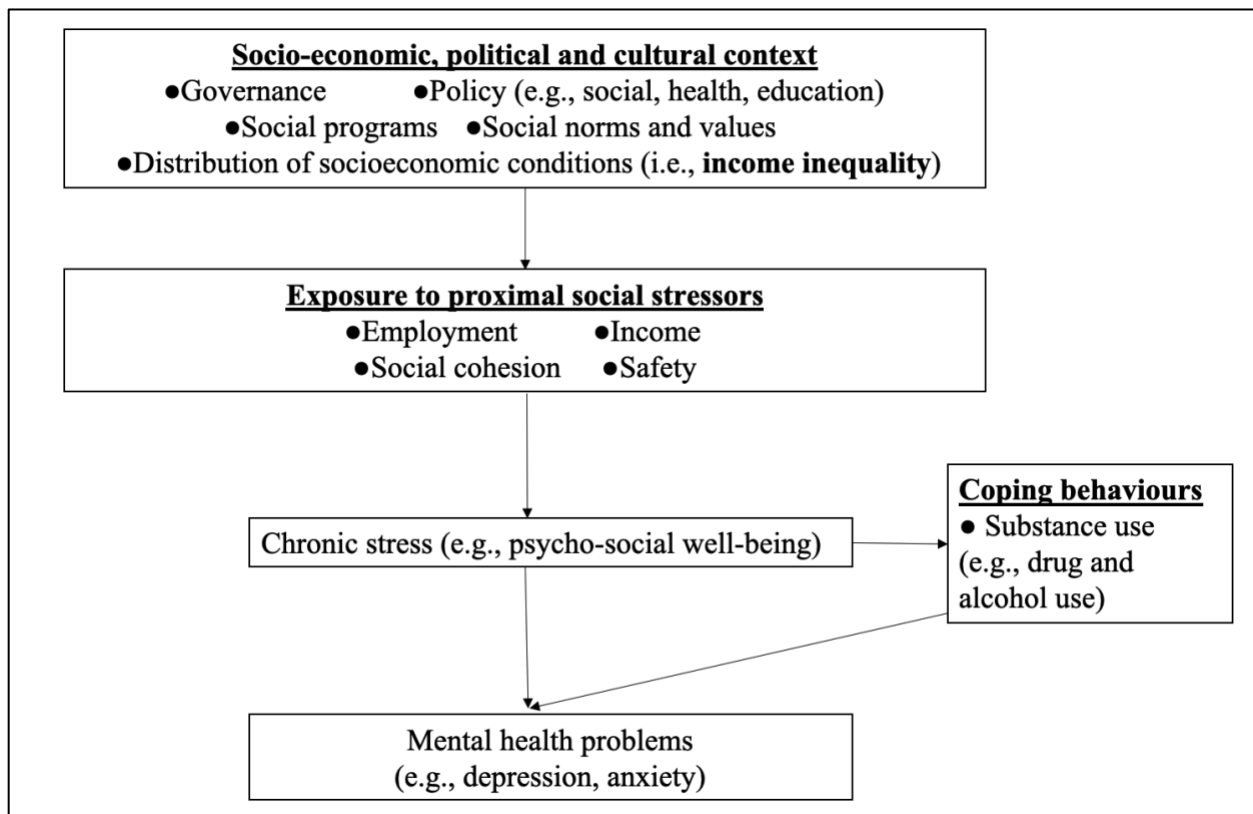 Socio-economic, political and cultural context
●Governance ●Policy (e.g., social, health, education)
●Social programs ●Social norms and values
●Distribution of socioeconomic conditions (i.e., income inequality)
Exposure to proximal social stressors
●Employment ●Income
●Social cohesion ●Safety
Chronic stress (e.g., psycho-social well-being)
Coping behaviours
● Substance use
(e.g., drug and
alcohol use)
Mental health problems
(e.g., depression, anxiety)